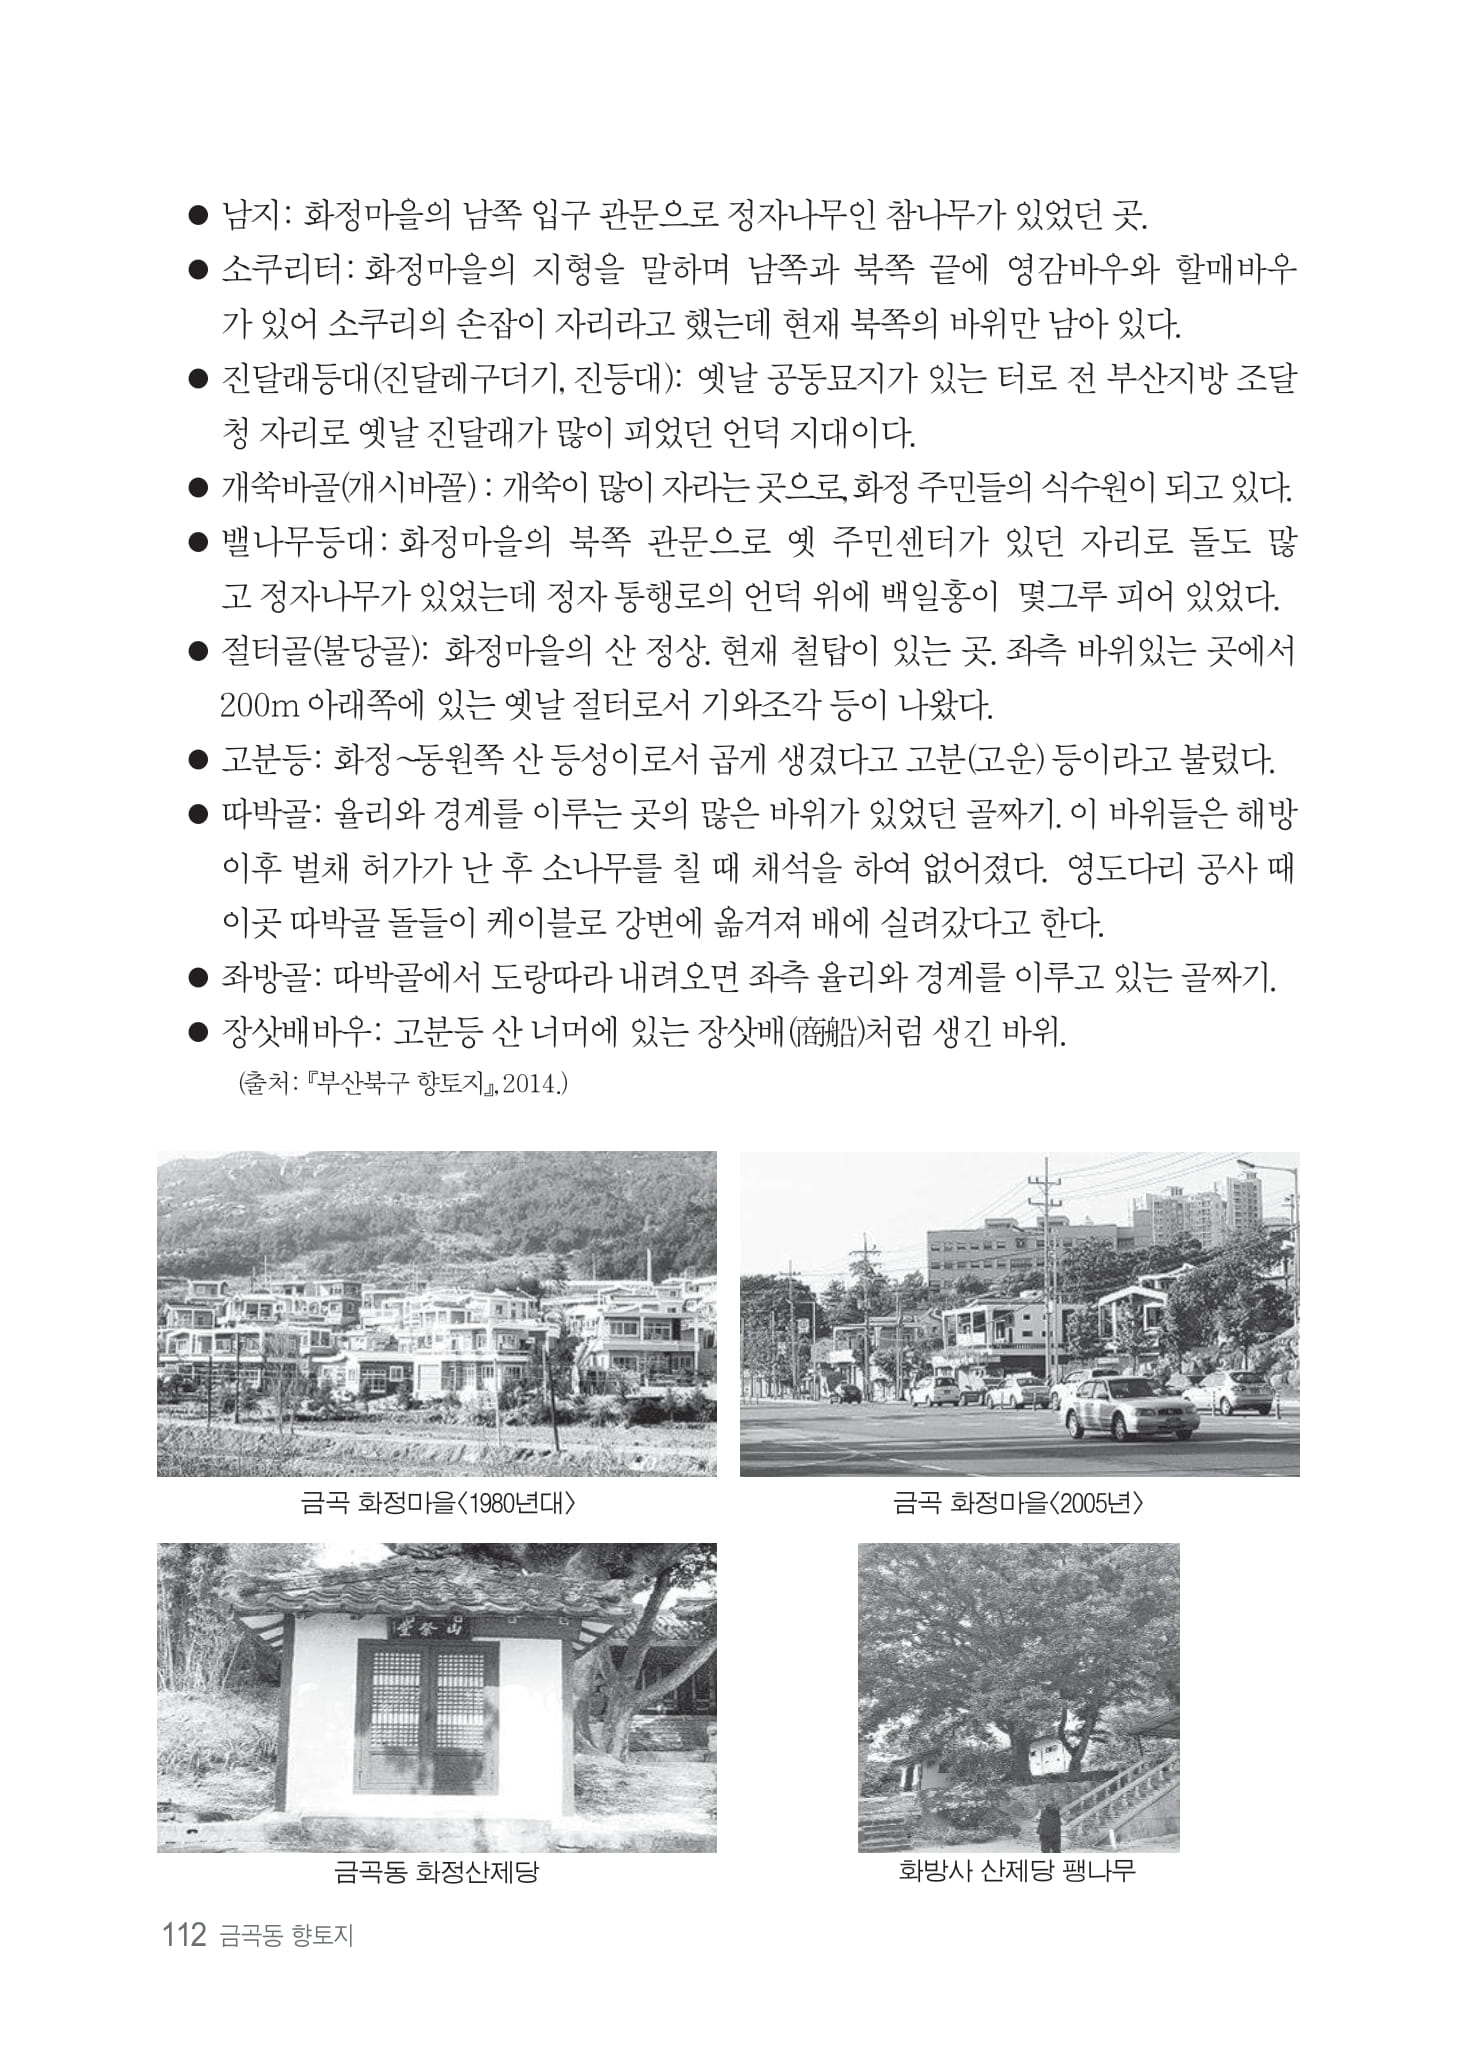 ● 남지: 화정마을의 남쪽 입구 관문으로 정자나무인 참나무가 있었던 곳.
● 소쿠리터: 화정마을의 지형을 말하며 남쪽과 북쪽 끝에 영감바우와 할매바우
가 있어 소쿠리의 손잡이 자리라고 했는데 현재 북쪽의 바위만 남아 있다.
● 진달래등대(진달레구더기, 진등대): 옛날 공동묘지가 있는 터로 전 부산지방 조달
청 자리로 옛날 진달래가 많이 피었던 언덕 지대이다.
● 개쑥바골(개시바꼴) : 개쑥이 많이 자라는 곳으로, 화정 주민들의 식수원이 되고 있다.
● 밸나무등대: 화정마을의 북쪽 관문으로 옛 주민센터가 있던 자리로 돌도 많
고 정자나무가 있었는데 정자 통행로의 언덕 위에 백일홍이 몇그루 피어 있었다.
● 절터골(불당골): 화정마을의 산 정상. 현재 철탑이 있는 곳. 좌측 바위있는 곳에서
200m 아래쪽에 있는 옛날 절터로서 기와조각 등이 나왔다.
● 고분등: 화정~동원쪽 산 등성이로서 곱게 생겼다고 고분(고운) 등이라고 불렀다.
● 따박골: 율리와 경계를 이루는 곳의 많은 바위가 있었던 골짜기. 이 바위들은 해방
이후 벌채 허가가 난 후 소나무를 칠 때 채석을 하여 없어졌다. 영도다리 공사 때
이곳 따박골 돌들이 케이블로 강변에 옮겨져 배에 실려갔다고 한다.
● 좌방골: 따박골에서 도랑따라 내려오면 좌측 율리와 경계를 이루고 있는 골짜기.
● 장삿배바우: 고분등 산 너머에 있는 장삿배(商船)처럼 생긴 바위.
(출처: 『부산북구 향토지』, 2014.)
금곡 화정마을〈1980년대〉
금곡 화정마을〈2005년〉
堂祭山
금곡동 화정산제당
화방사 산제당 팽나무
112 금곡동 향토지